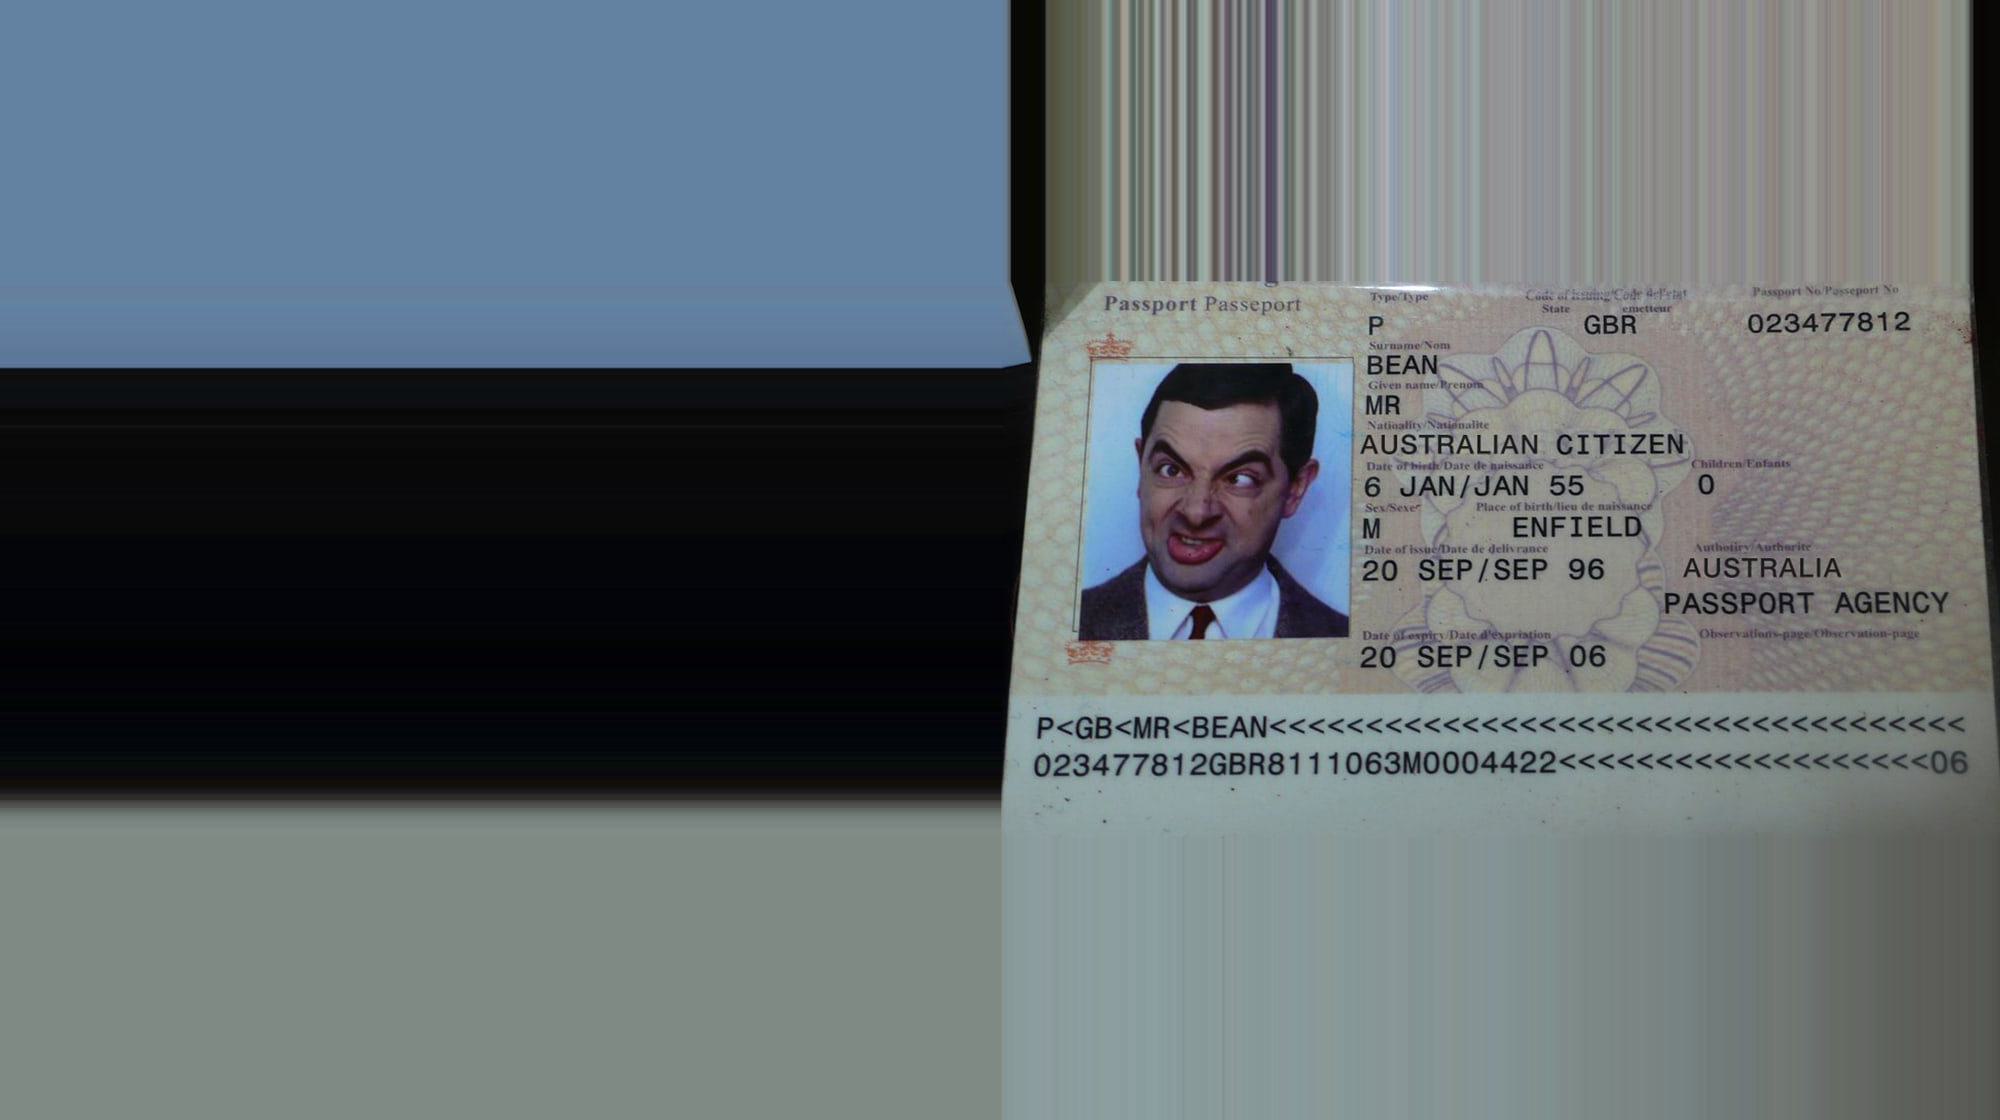 Passport Passeport
Type/Type Code of issuing/Code de l'etat Passport No/Passeport No
State emetteur
P GBR 023477812
Surname/Nom
BEAN
Given name/Prenom
MR
Natioality/Nationalite
AUSTRALIAN CITIZEN
Date of birth/Date de naissance Children/Enfants
6 JAN/JAN 55 0
Sex/Sexe Place of birth/lieu de naissance
M ENFIELD
Date of issue/Date de delivrance Authotiry/Authorite
20 SEP/SEP 96 AUSTRALIA
PASSPORT AGENCY
Date of expiry/Date d'expriation Observations-page/Observation-page
20 SEP/SEP 06
P<GB<MR<BEAN<<<<<<<<<<<<<<<<<<<<<<<<<<<<<<<<<<<<
023477812GBR8111063M0004422<<<<<<<<<<<<<<<<<<<06